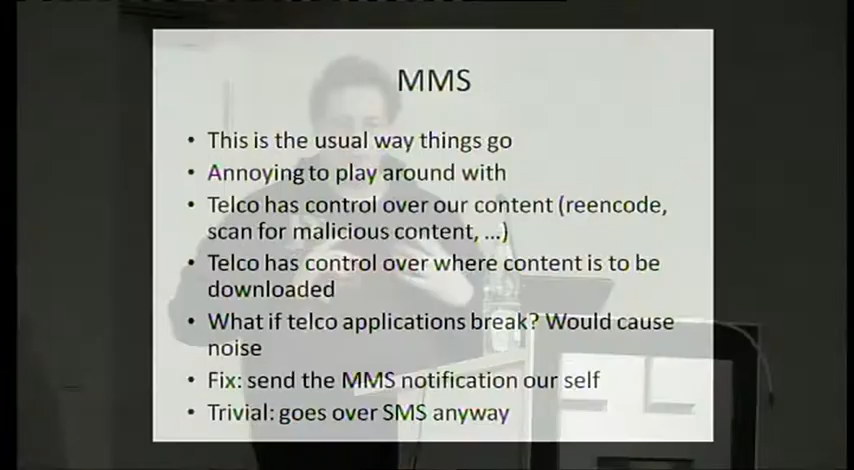 MMS
• This is the usual way things go
• Annoying to play around with
• Telco has control over our content (reencode,
scan for malicious content, ...)
• Telco has control over where content is to be
downloaded
• What if telco applications break? Would cause
noise
• Fix: send the MMS notification our self
• Trivial: goes over SMS anyway